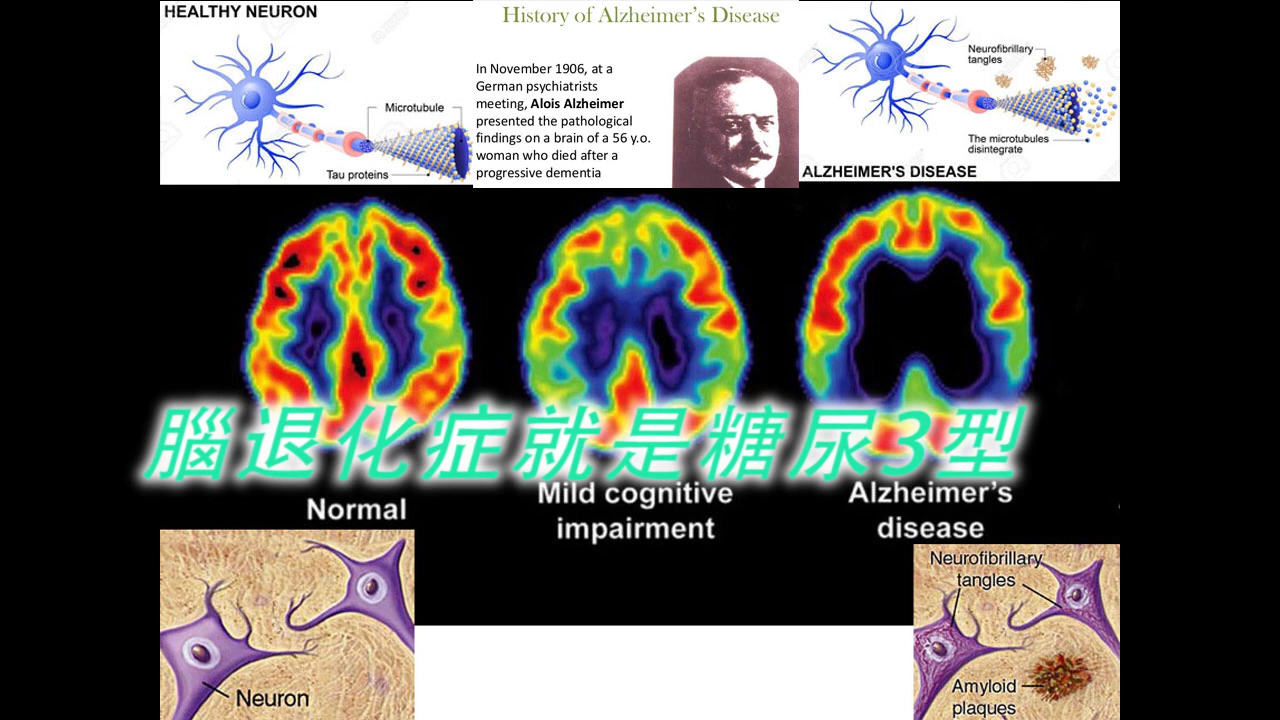 HEALTHY NEURON
Microtubule
Tau proteins
History of Alzheimer's Disease
In November 1906, at a
German psychiatrists
meeting, Alois Alzheimer
presented the pathological
findings on a brain of a 56 y.o.
woman who died after a
progressive dementia
Neurofibrillary
tangles
The microtubules
disintegrate
ALZHEIMER'S DISEASE
腦退化症就是糖尿3型
Normal
Mild cognitive
impairment
Alzheimer's
disease
Neuron
Neurofibrillary
tangles
Amyloid
plaques